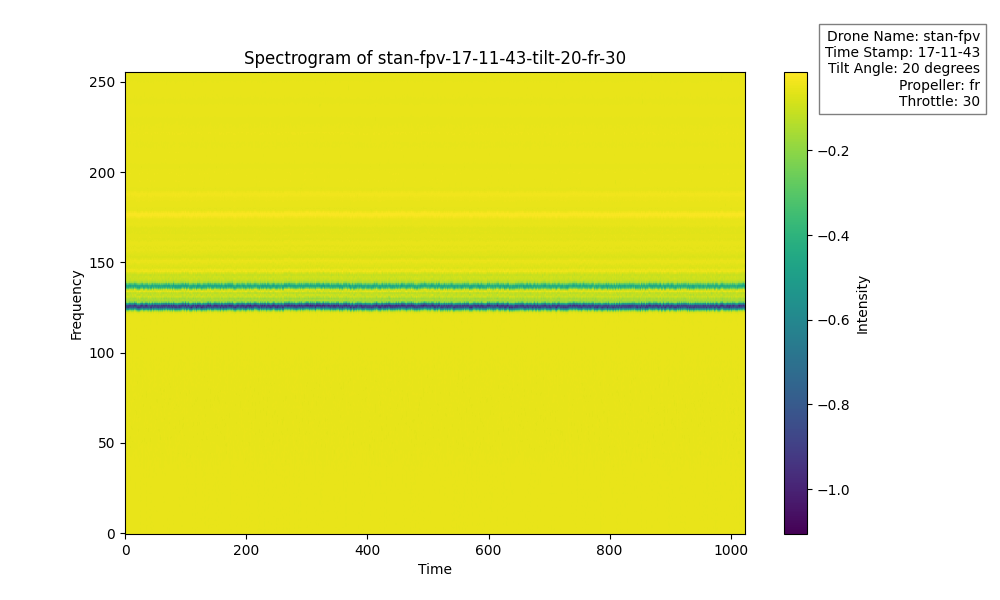 Drone Name: stan-fpv
Time Stamp: 17-11-43
Tilt Angle: 20 degrees
Propeller: fr
Throttle: 30
Spectrogram of stan-fpv-17-11-43-tilt-20-fr-30
250
200
150
100
50
0
Frequency
0 200 400 600 800 1000
Time
−0.2
−0.4
−0.6
−0.8
−1.0
Intensity